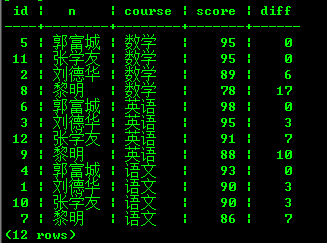 id | n | course | score | diff
----+--------+--------+-------+------
5 | 郭富城 | 数学 | 95 | 0
11 | 张学友 | 数学 | 95 | 0
2 | 刘德华 | 数学 | 89 | 6
8 | 黎明 | 数学 | 78 | 17
6 | 郭富城 | 英语 | 98 | 0
3 | 刘德华 | 英语 | 95 | 3
12 | 张学友 | 英语 | 91 | 7
9 | 黎明 | 英语 | 88 | 10
4 | 郭富城 | 语文 | 93 | 0
1 | 刘德华 | 语文 | 90 | 3
10 | 张学友 | 语文 | 90 | 3
7 | 黎明 | 语文 | 86 | 7
(12 rows)